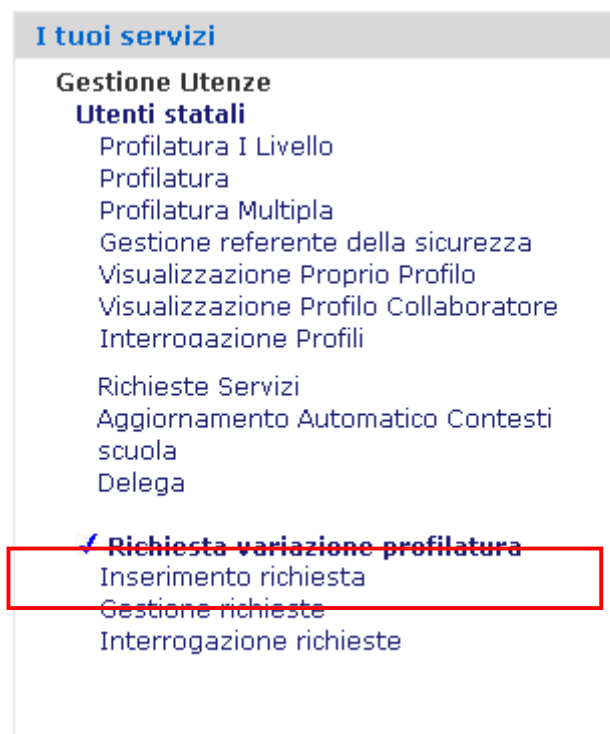 I tuoi servizi
Gestione Utenze
Utenti statali
Profilatura I Livello
Profilatura
Profilatura Multipla
Gestione referente della sicurezza
Visualizzazione Proprio Profilo
Visualizzazione Profilo Collaboratore
Interrogazione Profili
Richieste Servizi
Aggiornamento Automatico Contesti
scuola
Delega
Richiesta variazione profilatura
Inserimento richiesta
Gestione richieste
Interrogazione richieste